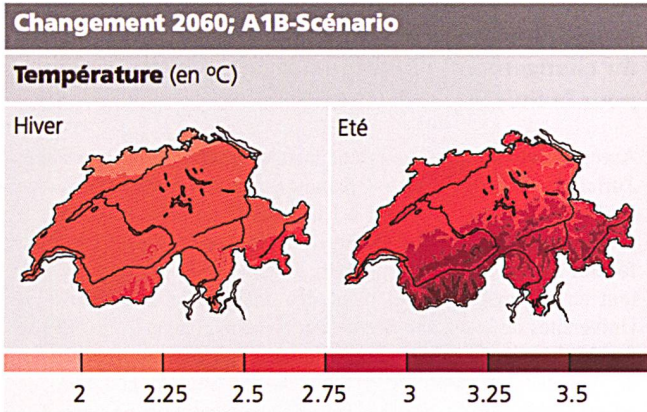 Changement 2060; A1B-Scénario
Température (en ºC)
Hiver
Eté
2 2.25 2.5 2.75 3 3.25 3.5